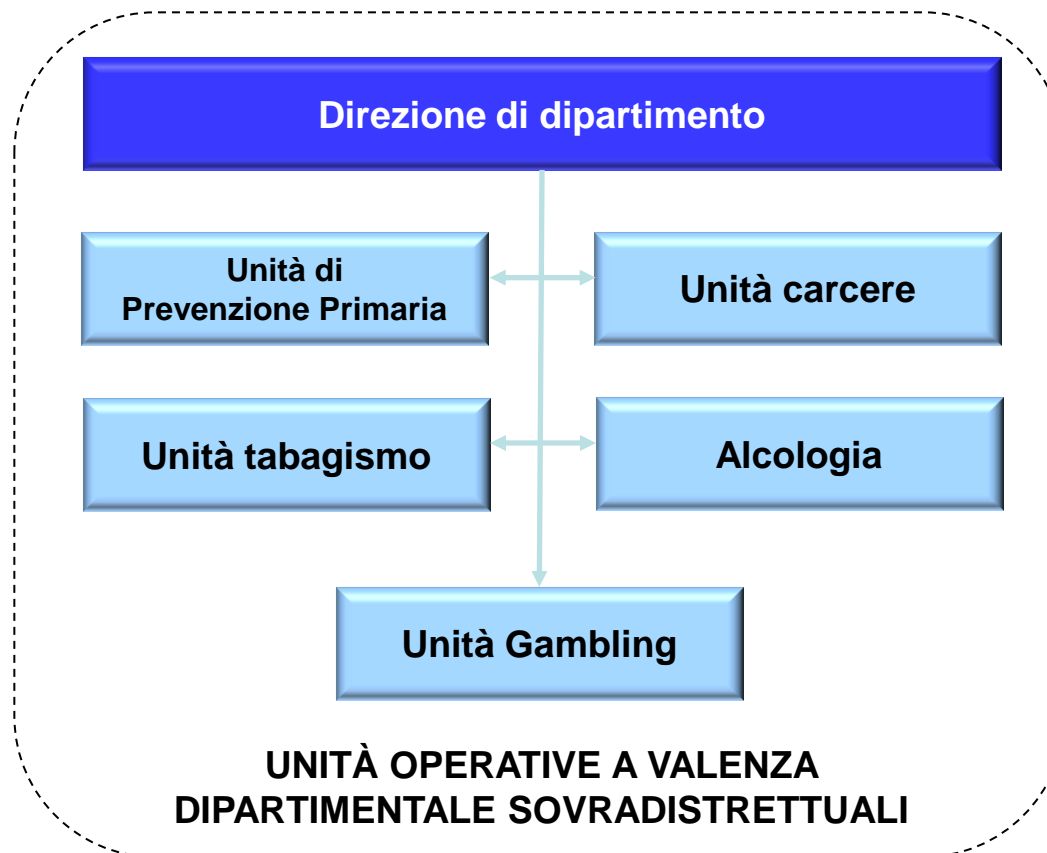 Direzione di dipartimento
Unità di
Prevenzione Primaria
Unità carcere
Unità tabagismo
Alcologia
Unità Gambling
UNITÀ OPERATIVE A VALENZA
DIPARTIMENTALE SOVRADISTRETTUALI